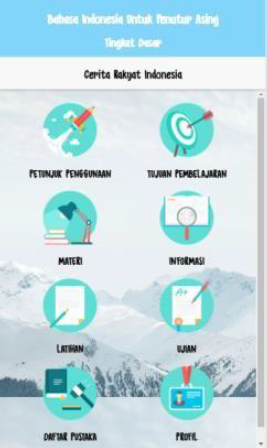 Bahasa Indonesia Untuk Penutur Asing
Tingkat Dasar
Cerita Rakyat Indonesia
PETUNJUK PENGGUNAAN
TUJUAN PEMBELAJARAN
MATERI
INFORMASI
LATIHAN
UJIAN
DAFTAR PUSTAKA
PROFIL